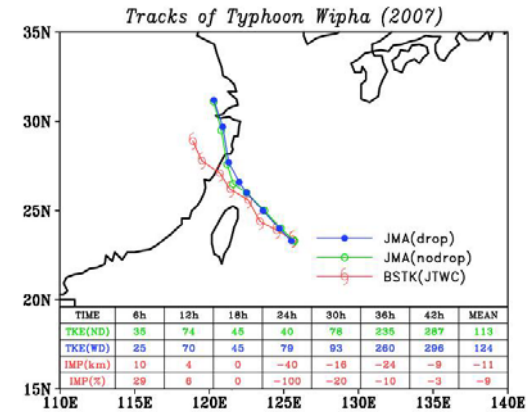 Tracks of Typhoon Wipha (2007)
35N
30N
25N
JMA(drop)
JMA(nodrop)
BSTK(JTWC)
20N
TIME 6h 12h 18h 24h 30h 36h 42h MEAN
TKE(ND) 35 74 45 40 78 235 287 113
TKE(WD) 25 70 45 79 93 260 296 124
IMP(km) 10 4 0 -40 -16 -24 -9 -11
IMP(%) 29 6 0 -100 -20 -10 -3 -9
15N
110E 115E 120E 125E 130E 135E 140E